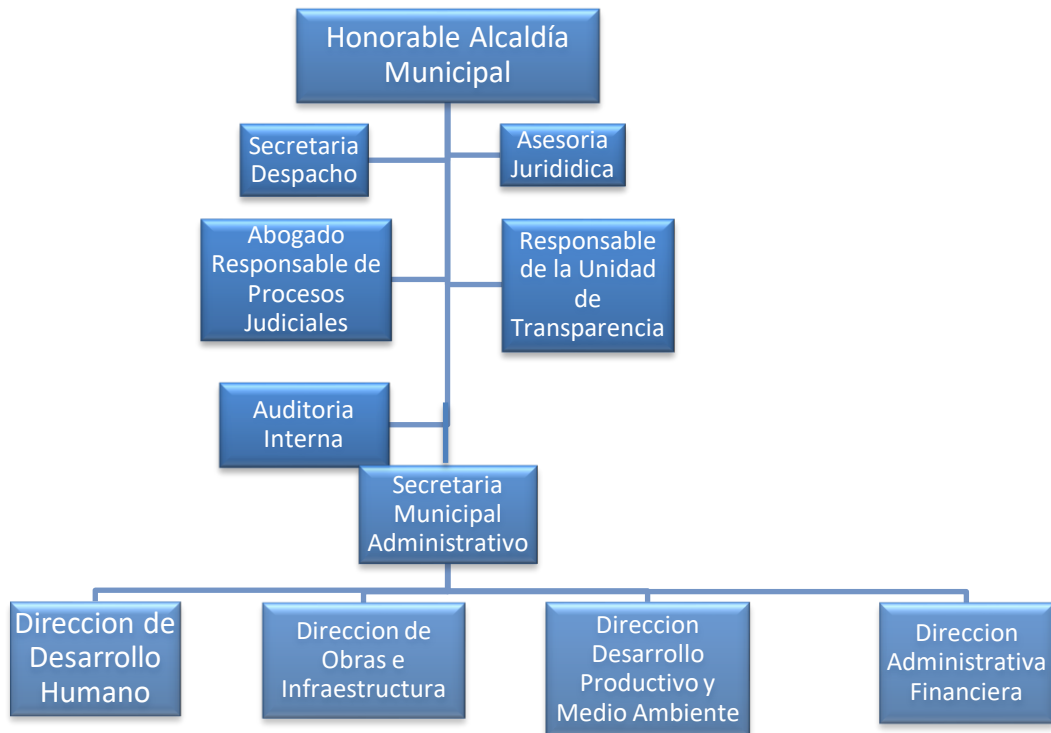 Honorable Alcaldía
Municipal
Secretaria
Despacho
Asesoria
Jurididica
Abogado
Responsable de
Procesos
Judiciales
Responsable
de la Unidad
de
Transparencia
Auditoria
Interna
Secretaria
Municipal
Administrativo
Direccion de
Desarrollo
Humano
Direccion de
Obras e
Infraestructura
Direccion
Desarrollo
Productivo y
Medio Ambiente
Direccion
Administrativa
Financiera